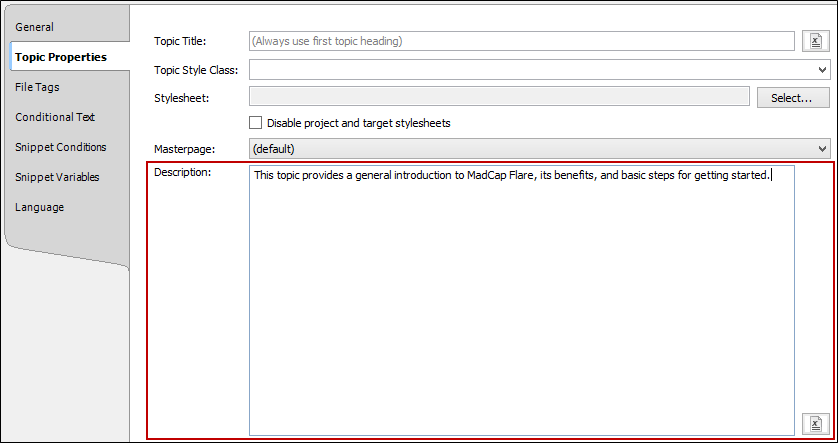 General
Topic Properties
File Tags
Conditional Text
Snippet Conditions
Snippet Variables
Language
Topic Title: (Always use first topic heading)
Topic Style Class:
Stylesheet: Select...
Disable project and target stylesheets
Masterpage: (default)
Description: This topic provides a general introduction to MadCap Flare, its benefits, and basic steps for getting started.